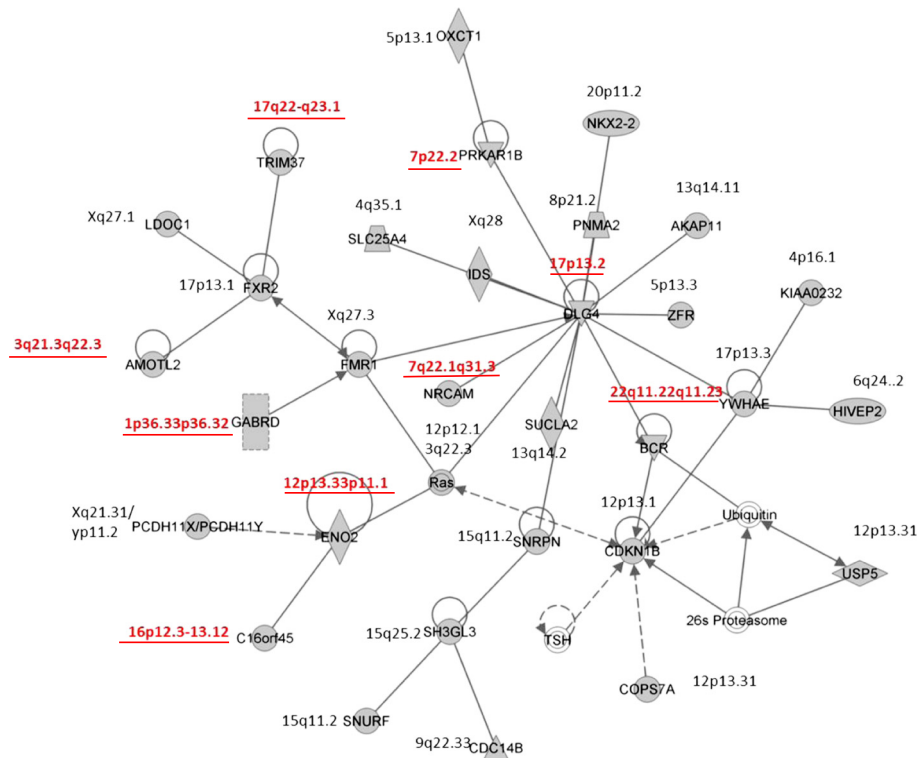 5p13.1
OXCT1
20p11.2
17q22-q23.1
NKX2-2
TRIM37
7p22.2
PRKAR1B
13q14.11
4q35.1
8p21.2
Xq27.1
LDOC1
Xq28
PNMA2
AKAP11
SLC25A4
4p16.1
17p13.2
IDS
KIAA0232
17p13.1
FXR2
5p13.3
Xq27.3
DLG4
ZFR
3q21.3q22.3
17p13.3
AMOTL2
FMR1
7q22.1q31.3
22q11.22q11.23
6q24..2
NRCAM
YWHAE
HIVEP2
1p36.33p36.32
GABRD
SUCLA2
12p12.1
3q22.3
13q14.2
BCR
12p13.33p11.1
Ras
Xq21.31/
yp11.2
PCDH11X/PCDH11Y
12p13.1
Ubiquitin
ENO2
15q11.2
SNRPN
CDKN1B
12p13.31
USP5
16p12.3-13.12
C16orf45
15q25.2
SH3GL3
TSH
26s Proteasome
COPS7A
12p13.31
15q11.2
SNURF
9q22.33
CDC14B